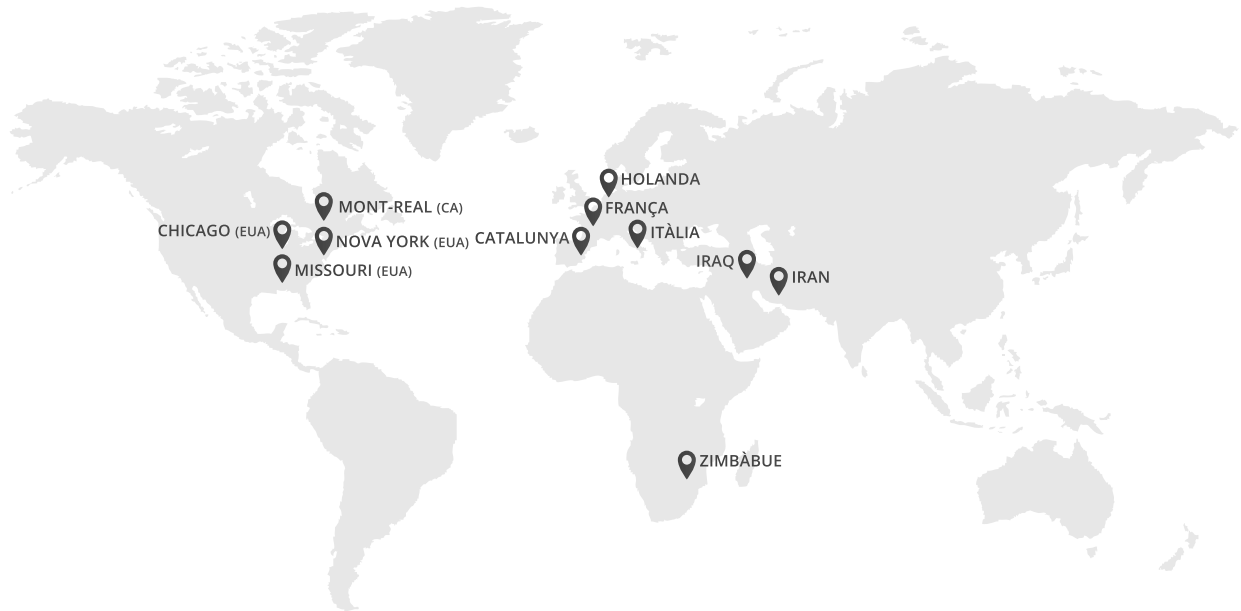 HOLANDA
MONT-REAL (CA)
FRANÇA
CHICAGO (EUA)
NOVA YORK (EUA)
CATALUNYA
ITÀLIA
IRAQ
MISSOURI (EUA)
IRAN
ZIMBÀBUE